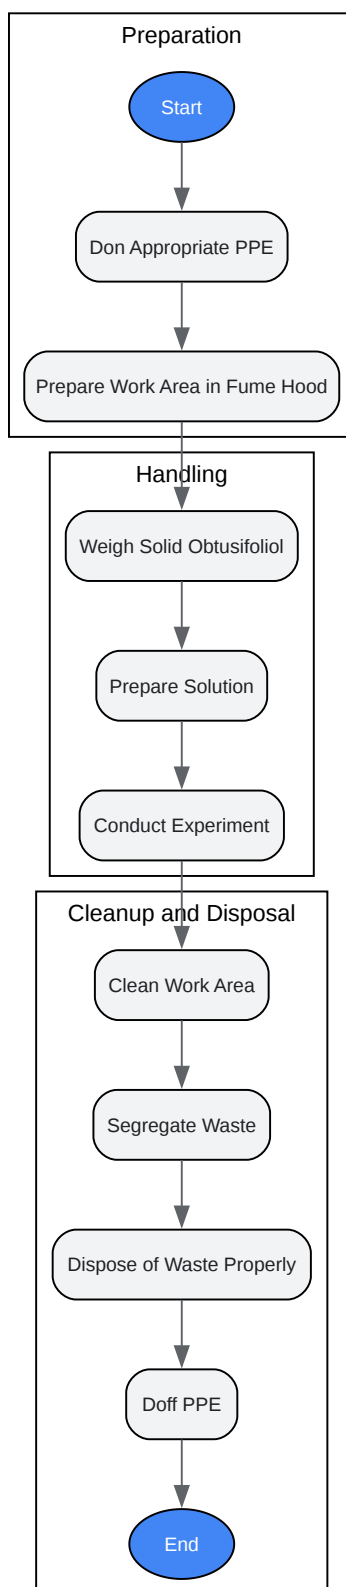 Preparation
Start
Don Appropriate PPE
Prepare Work Area in Fume Hood
Handling
Weigh Solid Obtusifoliol
Prepare Solution
Conduct Experiment
Cleanup and Disposal
Clean Work Area
Segregate Waste
Dispose of Waste Properly
Doff PPE
End